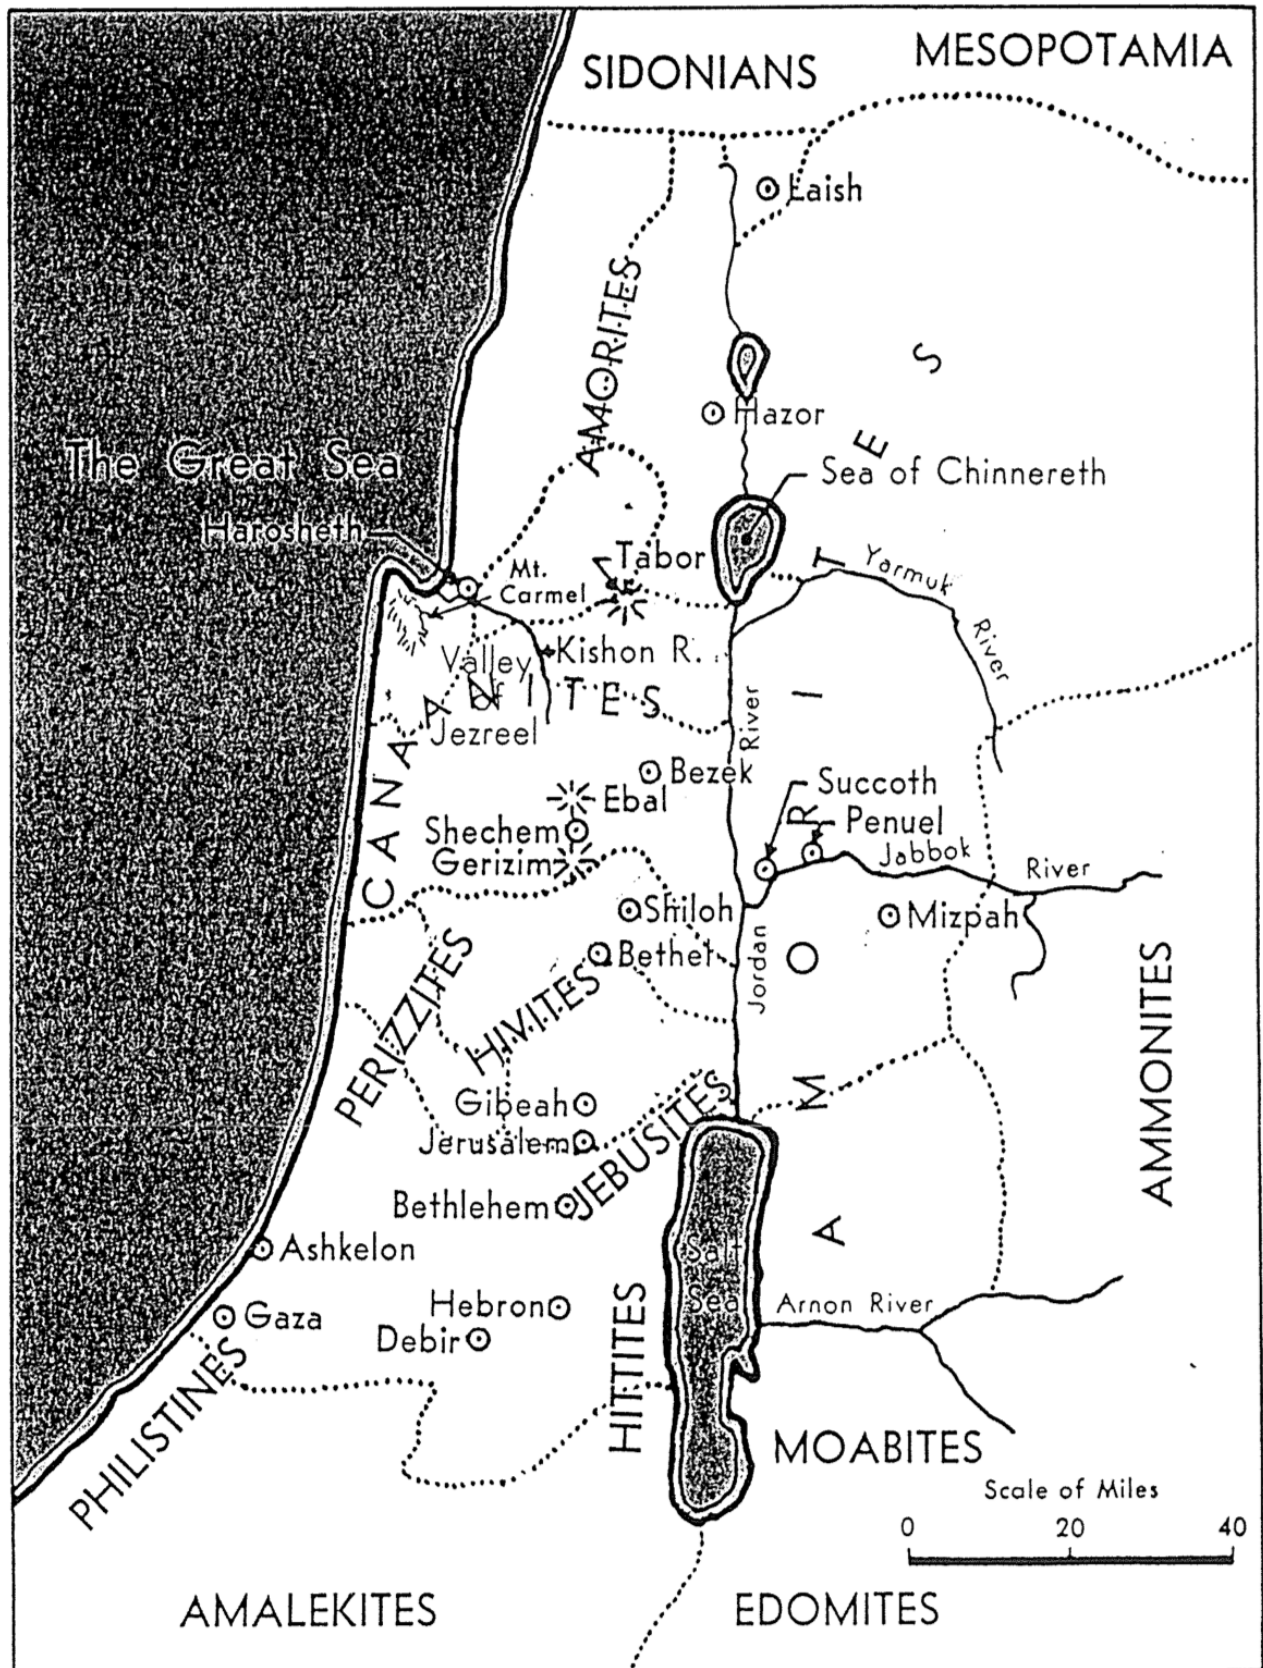 SIDONIANS
MESOPOTAMIA
Laish
AMORITES
Hazor
The Great Sea
Sea of Chinnereth
Harosheth
Tabor
Mt.
Carmel
Yarmuk
River
Kishon R.
Valley
of
Jezreel
CANAANITES
River
Bezek
Ebal
Succoth
Shechem
Penuel
Gerizim
Jabbok
River
Shiloh
Mizpah
Bethel
Jordan
AMORITES
PERIZZITES
HIVITES
AMMONITES
Gibeah
Jerusalem
JEBUSITES
Bethlehem
Ashkelon
Salt
Sea
Hebron
Arnon River
Gaza
Debir
HITTITES
PHILISTINES
MOABITES
Scale of Miles
0 20 40
AMALEKITES
EDOMITES